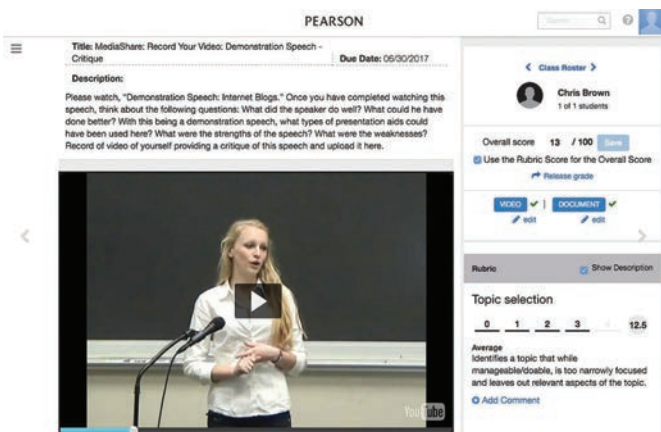 PEARSON
Title: MediaShare: Record Your Video: Demonstration Speech -
Critique
Due Date: 06/30/2017
Description:
Please watch, "Demonstration Speech: Internet Blogs." Once you have completed watching this
speech, think about the following questions: What did the speaker do well? What could he have
done better? With this being a demonstration speech, what types of presentation aids could
have been used here? What were the strengths of the speech? What were the weaknesses?
Record of video of yourself providing a critique of this speech and upload it here.
YouTube
Class Roster
Chris Brown
1 of 1 students
Overall score 13 / 100 Save
Use the Rubric Score for the Overall Score
Release grade
VIDEO | DOCUMENT
edit edit
Rubric Show Description
Topic selection
0 1 2 3 4 12.5
Average
Identifies a topic that while
manageable/doable, is too narrowly focused
and leaves out relevant aspects of the topic.
Add Comment